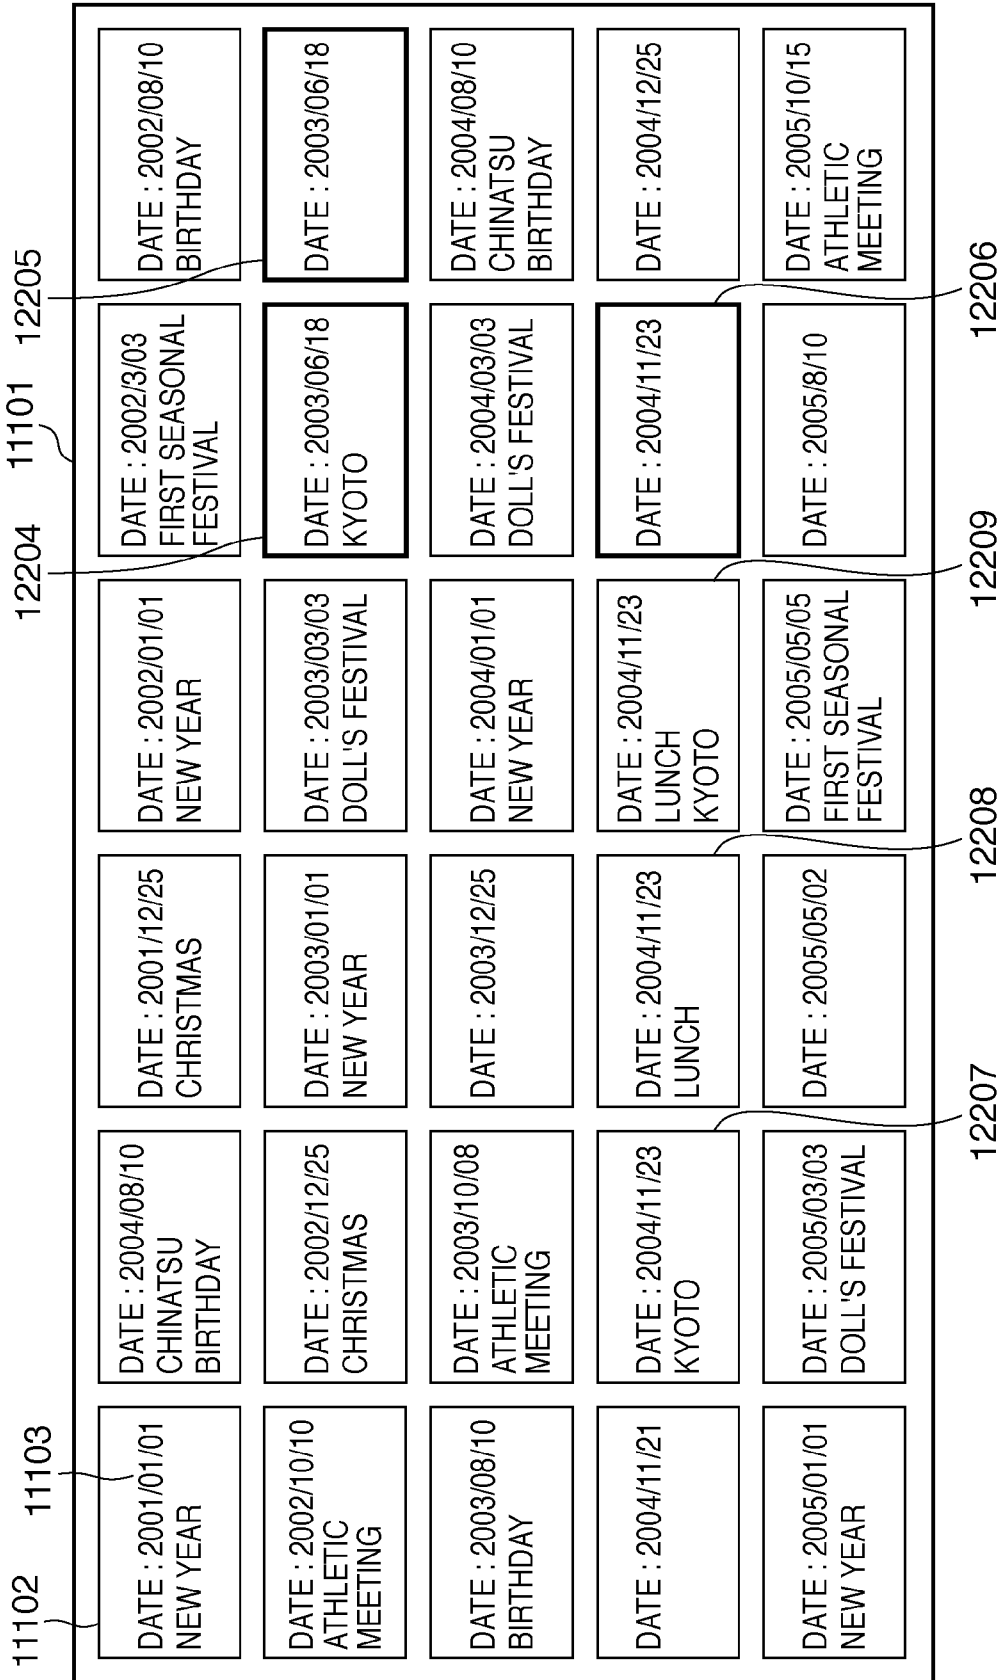 11102
11103
12204
11101
12205
DATE : 2001/01/01
NEW YEAR
DATE : 2004/08/10
CHINATSU
BIRTHDAY
DATE : 2001/12/25
CHRISTMAS
DATE : 2002/01/01
NEW YEAR
DATE : 2002/3/03
FIRST SEASONAL
FESTIVAL
DATE : 2002/08/10
BIRTHDAY
DATE : 2002/10/10
ATHLETIC
MEETING
DATE : 2002/12/25
CHRISTMAS
DATE : 2003/01/01
NEW YEAR
DATE : 2003/03/03
DOLL'S FESTIVAL
DATE : 2003/06/18
KYOTO
DATE : 2003/06/18
DATE : 2003/08/10
BIRTHDAY
DATE : 2003/10/08
ATHLETIC
MEETING
DATE : 2003/12/25
DATE : 2004/01/01
NEW YEAR
DATE : 2004/03/03
DOLL'S FESTIVAL
DATE : 2004/08/10
CHINATSU
BIRTHDAY
DATE : 2004/11/21
DATE : 2004/11/23
KYOTO
DATE : 2004/11/23
LUNCH
DATE : 2004/11/23
LUNCH
KYOTO
DATE : 2004/11/23
DATE : 2004/12/25
DATE : 2005/01/01
NEW YEAR
DATE : 2005/03/03
DOLL'S FESTIVAL
DATE : 2005/05/02
DATE : 2005/05/05
FIRST SEASONAL
FESTIVAL
DATE : 2005/8/10
DATE : 2005/10/15
ATHLETIC
MEETING
12207
12208
12209
12206